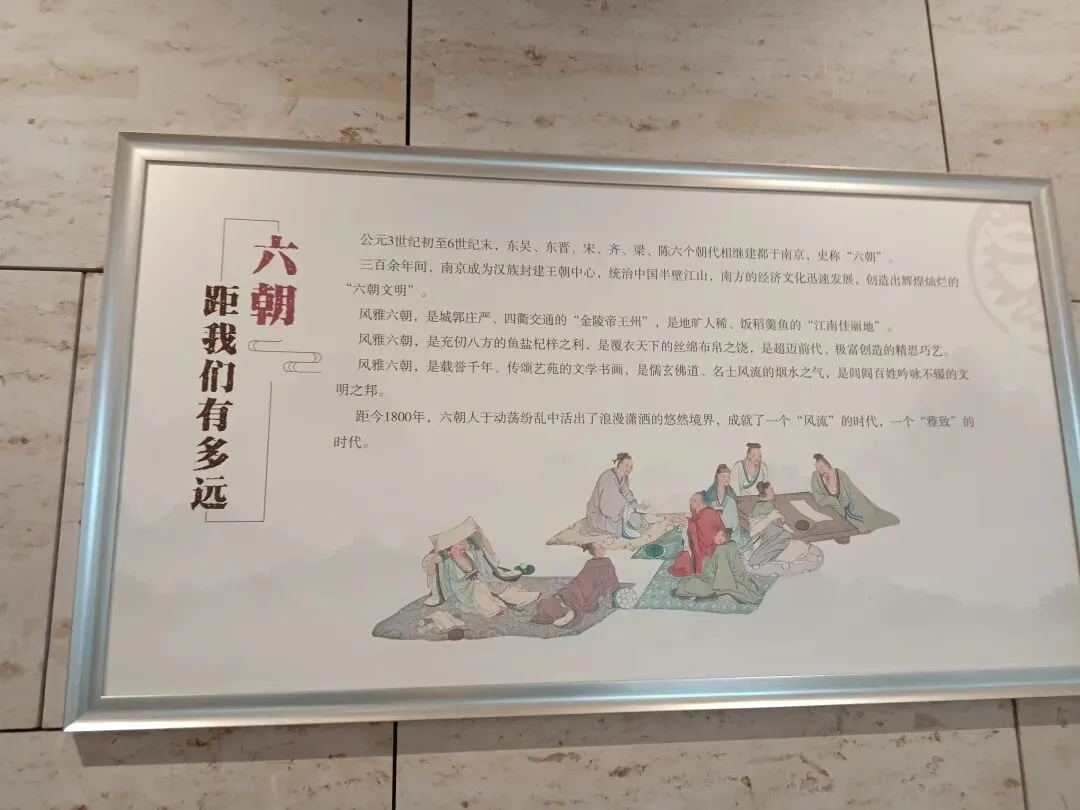 六朝
距我们有多远
公元3世纪初至6世纪末，东吴、东晋、宋、齐、梁、陈六个朝代相继建都于南京，史称“六朝”。
三百余年间，南京成为汉族封建王朝中心，统治中国半壁江山，南方的经济文化迅速发展，创造出辉煌灿烂的
“六朝文明”。
风雅六朝，是城郭庄严、四衢交通的“金陵帝王州”，是地旷人稀、饭稻羹鱼的“江南佳丽地”。
风雅六朝，是充仞八方的鱼盐杞梓之利，是覆衣天下的丝绵布帛之饶，是超迈前代、极富创造的精思巧艺。
风雅六朝，是载誉千年、传颂艺苑的文学书画，是儒玄佛道、名士风流的烟水之气，是闾阎百姓吟咏不辍的文
明之邦。
距今1800年，六朝人于动荡纷乱中活出了浪漫潇洒的悠然境界，成就了一个“风流”的时代，一个“雅致”的
时代。